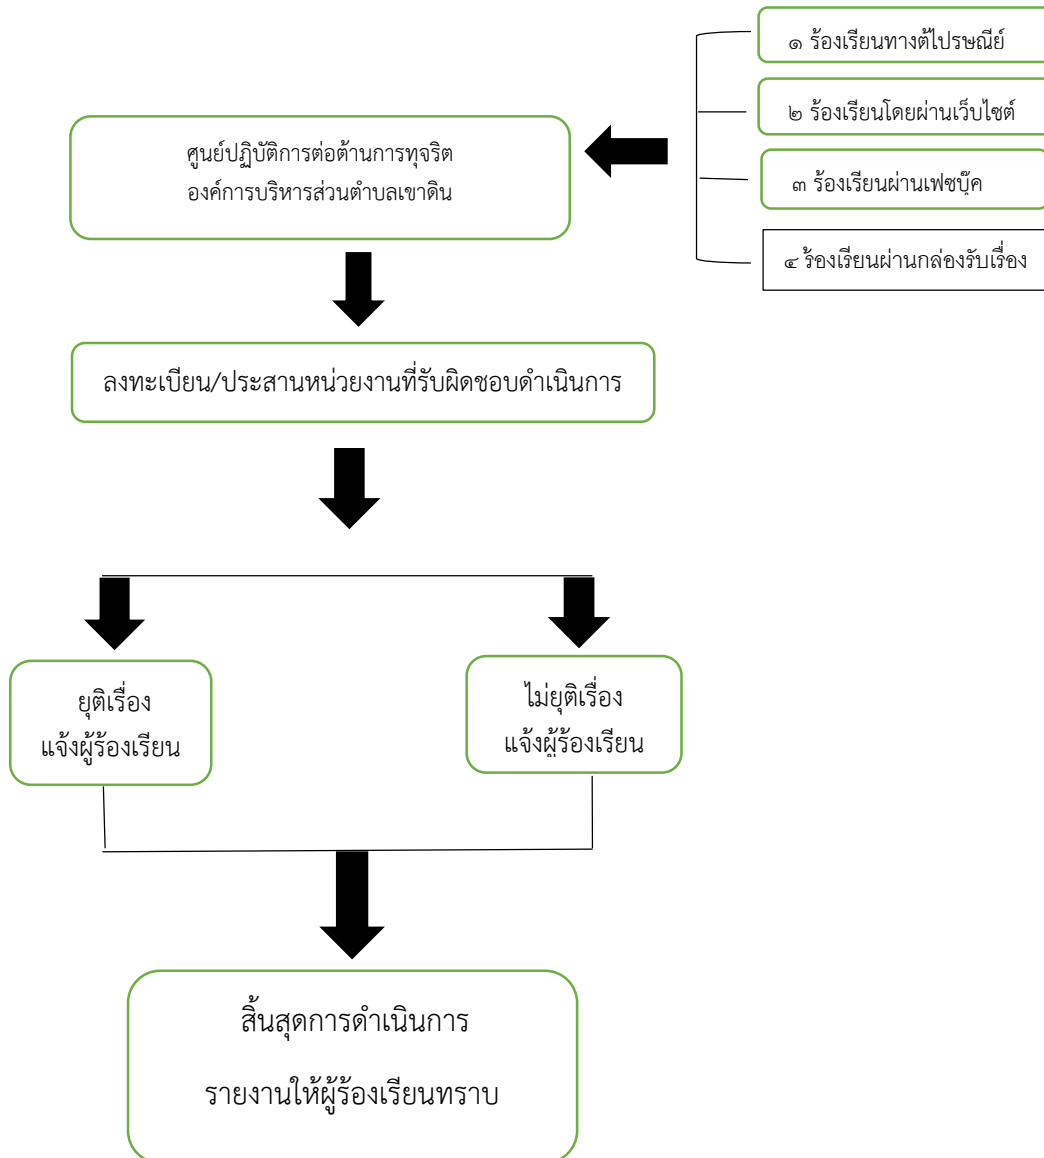 ๑ ร้องเรียนทางตู้ไปรษณีย์
๒ ร้องเรียนโดยผ่านเว็บไซต์
๓ ร้องเรียนผ่านเฟซบุ๊ค
๔ ร้องเรียนผ่านกล่องรับเรื่อง
ศูนย์ปฏิบัติการต่อต้านการทุจริต
องค์การบริหารส่วนตำบลเขาดิน
ลงทะเบียน/ประสานหน่วยงานที่รับผิดชอบดำเนินการ
ยุติเรื่อง
แจ้งผู้ร้องเรียน
ไม่ยุติเรื่อง
แจ้งผู้ร้องเรียน
สิ้นสุดการดำเนินการ
รายงานให้ผู้ร้องเรียนทราบ